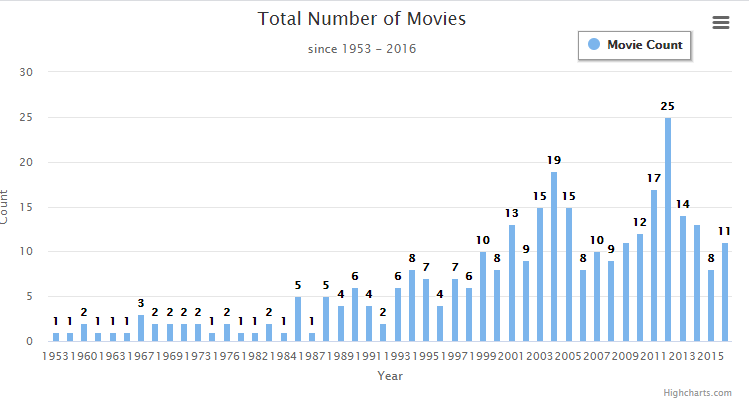 Total Number of Movies
since 1953 - 2016
Movie Count
30
25
20
15
10
5
0
Count
1 1 2 1 1 1 3 2 2 2 2 1 2 1 1 2 1 5 1 5 4 6 4 2 6 8 7 4 7 6 10 8 13 9 15 19 15 8 10 9 12 17 25 14 8 11
1953 1960 1963 1967 1969 1973 1976 1982 1984 1987 1989 1991 1993 1995 1997 1999 2001 2003 2005 2007 2009 2011 2013 2015
Year
Highcharts.com